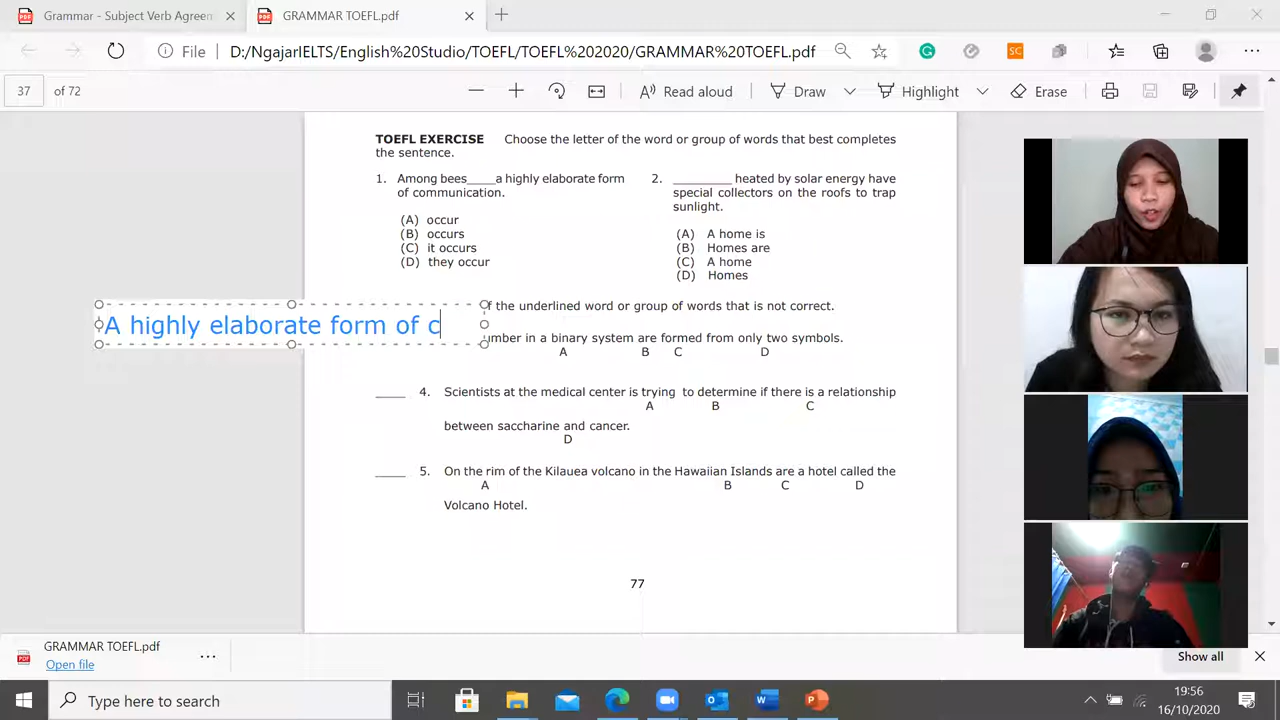 Grammar - Subject Verb Agreen
GRAMMAR TOEFL.pdf
File
D:/NgajarIELTS/English%20Studio/TOEFL/TOEFL%202020/GRAMMAR%20TOEFL.pdf
37 of 72
Read aloud
Draw
Highlight
Erase
TOEFL EXERCISE Choose the letter of the word or group of words that best completes
the sentence.
1. Among bees____a highly elaborate form
of communication.
(A) occur
(B) occurs
(C) it occurs
(D) they occur
2. ________ heated by solar energy have
special collectors on the roofs to trap
sunlight.
(A) A home is
(B) Homes are
(C) A home
(D) Homes
f the underlined word or group of words that is not correct.
A highly elaborate form of c
umber in a binary system are formed from only two symbols.
A B C D
____ 4. Scientists at the medical center is trying to determine if there is a relationship
A B C
between saccharine and cancer.
D
____ 5. On the rim of the Kilauea volcano in the Hawaiian Islands are a hotel called the
A B C D
Volcano Hotel.
77
GRAMMAR TOEFL.pdf
Open file
Show all
Type here to search
19:56
16/10/2020